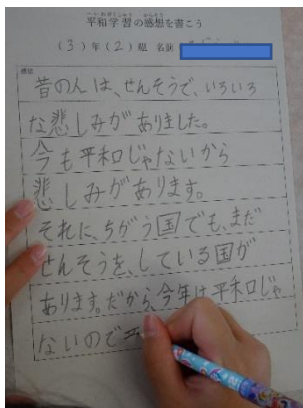 平和学習の感想を書こう
(3)年(2)組 名前
感想
昔の人は、せんそうで、いろいろ
な悲しみがありました。
今も平和じゃないから
悲しみがあります。
それに、ちがう国でも、まだ
せんそうを、している国が
あります。だから、今年は平和じゃ
ないので平